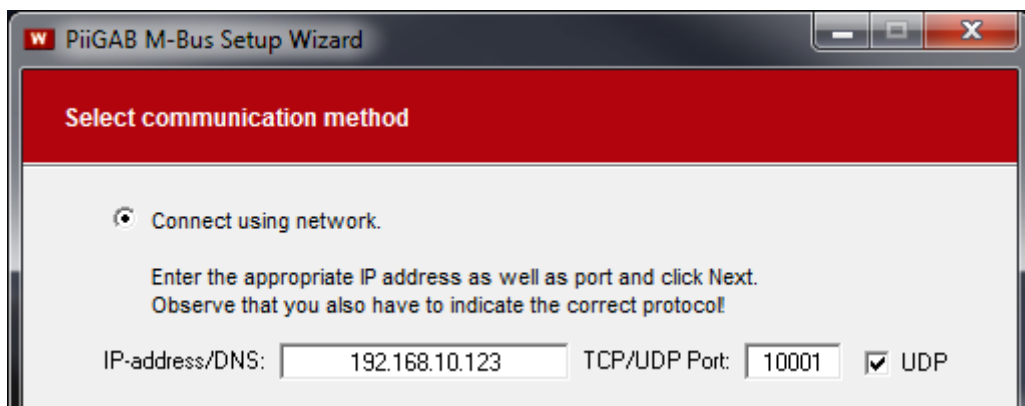 W PiiGAB M-Bus Setup Wizard
Select communication method
Connect using network.
Enter the appropriate IP address as well as port and click Next.
Observe that you also have to indicate the correct protocol!
IP-address/DNS: 192.168.10.123 TCP/UDP Port: 10001 UDP